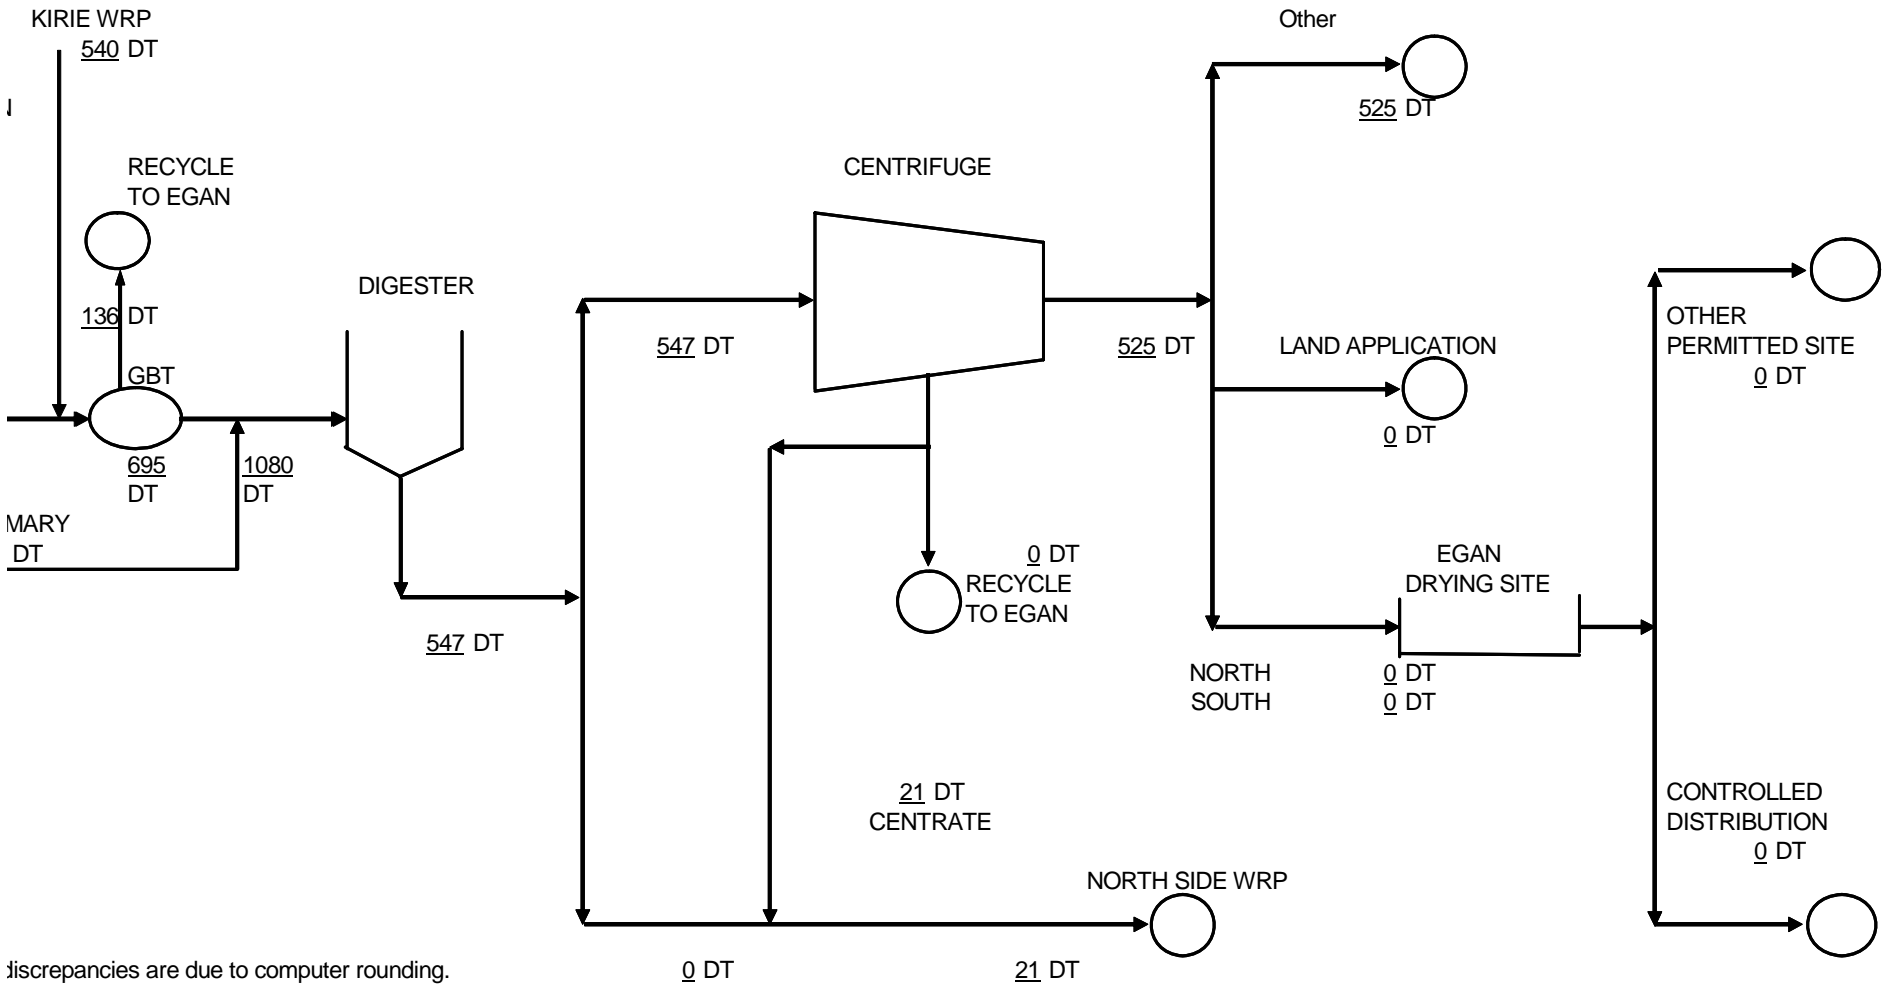 KIRIE WRP
540 DT
Other
525 DT
RECYCLE
TO EGAN
CENTRIFUGE
136 DT
DIGESTER
GBT
547 DT
525 DT
LAND APPLICATION
0 DT
OTHER
PERMITTED SITE
0 DT
695
DT
1080
DT
DT
547 DT
0 DT
RECYCLE
TO EGAN
EGAN
DRYING SITE
NORTH
SOUTH
0 DT
0 DT
21 DT
CENTRATE
CONTROLLED
DISTRIBUTION
0 DT
NORTH SIDE WRP
discrepancies are due to computer rounding.
0 DT
21 DT